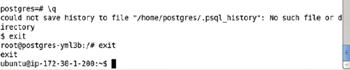 postgres=# \q
could not save history to file "/home/postgres/.psql_history": No such file or d
irectory
$ exit
root@postgres-yml3b:/# exit
exit
ubuntu@ip-172-30-1-200:~$